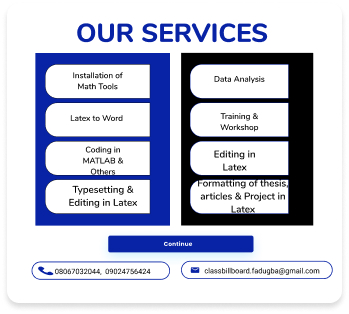 OUR SERVICES
Installation of
Math Tools
Latex to Word
Coding in
MATLAB &
Others
Typesetting &
Editing in Latex
Data Analysis
Training &
Workshop
Editing in
Latex
Formatting of thesis,
articles & Project in
Latex
Continue
08067032044, 09024756424
classbillboard.fadugba@gmail.com